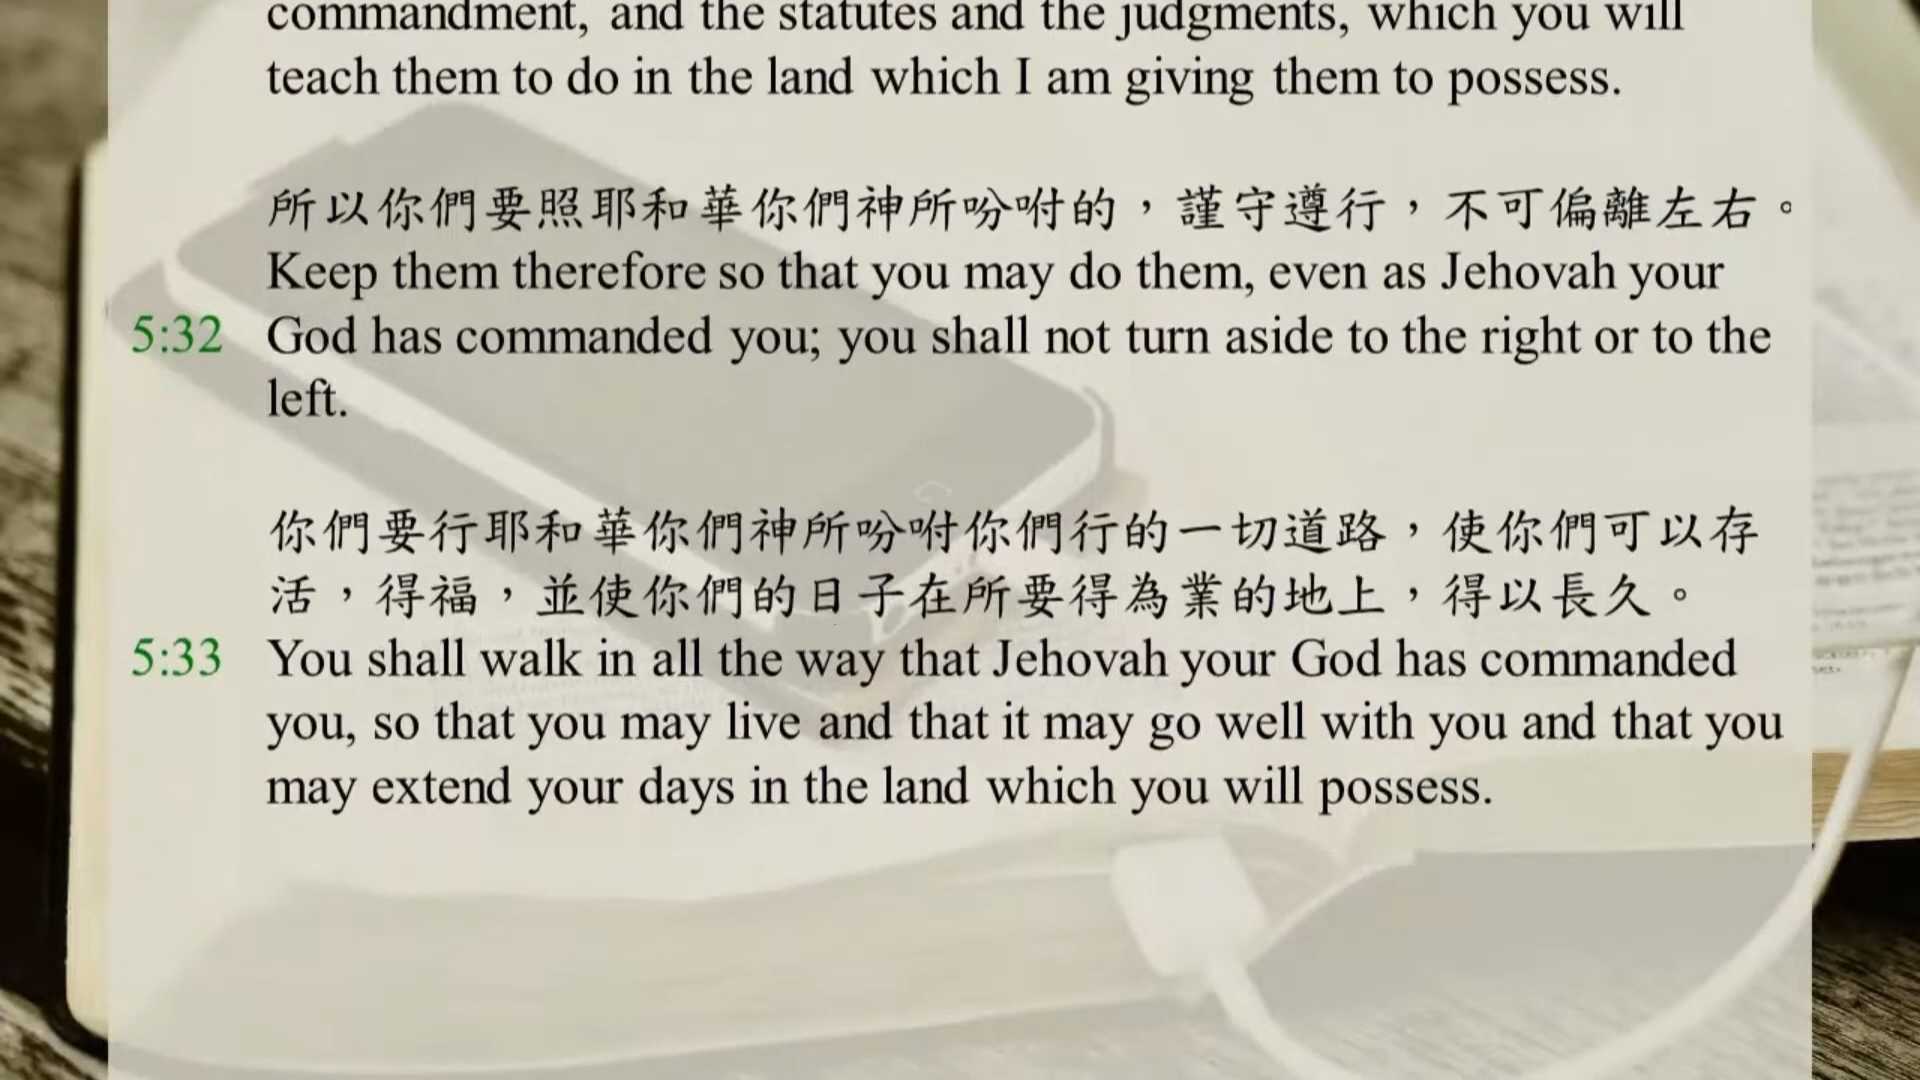 commandment, and the statutes and the judgments, which you will
teach them to do in the land which I am giving them to possess.
所以你們要照耶和華你們神所吩咐的，謹守遵行，不可偏離左右。
Keep them therefore so that you may do them, even as Jehovah your
5:32 God has commanded you; you shall not turn aside to the right or to the
left.
你們要行耶和華你們神所吩咐你們行的一切道路，使你們可以存
活，得福，並使你們的日子在所要得為業的地上，得以長久。
5:33 You shall walk in all the way that Jehovah your God has commanded
you, so that you may live and that it may go well with you and that you
may extend your days in the land which you will possess.